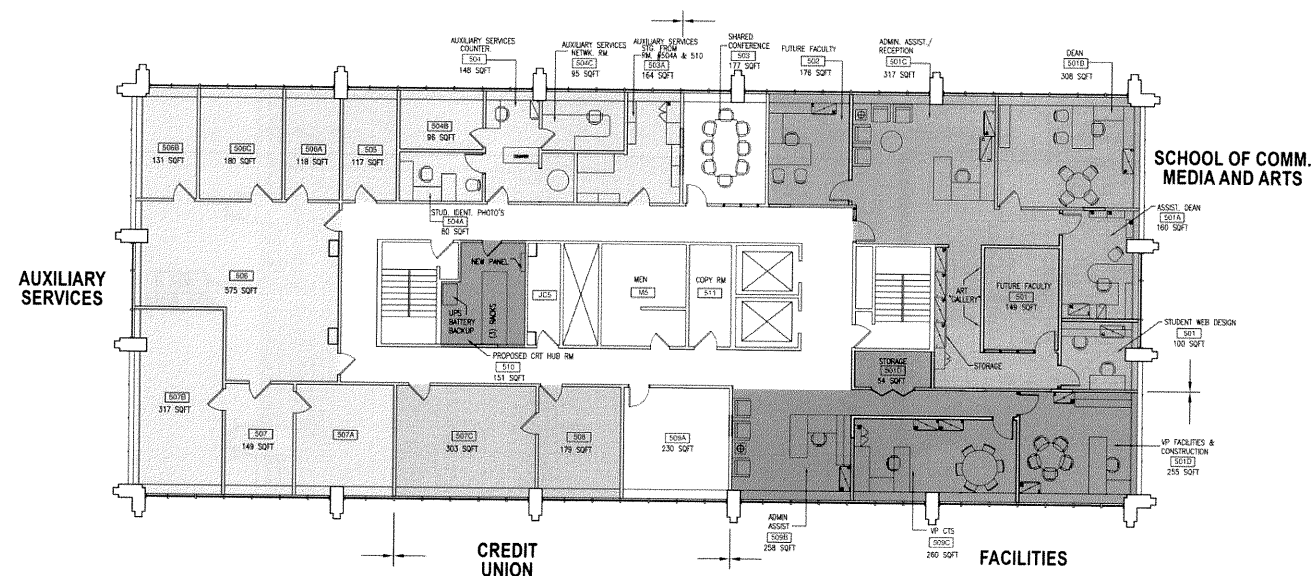 AUXILIARY SERVICES
COUNTER.
504
148 SQFT
AUXILIARY SERVICES
NETWK. RM.
504C
95 SQFT
AUXILIARY SERVICES
STG. FROM
RM. #504A & 510
503A
164 SQFT
SHARED
CONFERENCE
503
177 SQFT
FUTURE FACULTY
502
176 SQFT
ADMIN. ASSIST./
RECEPTION
501C
317 SQFT
DEAN
501B
308 SQFT
SCHOOL OF COMM.
MEDIA AND ARTS
506B
131 SQFT
506C
180 SQFT
506A
118 SQFT
505
117 SQFT
504B
96 SQFT
STUD. IDENT. PHOTO'S
504A
80 SQFT
ASSIST. DEAN
501A
160 SQFT
AUXILIARY
SERVICES
506
575 SQFT
NEW PANEL
UPS
BATTERY
BACKUP
(3) RACKS
JC5
MEN
M5
COPY RM
511
ART
GALLERY
FUTURE FACULTY
501
149 SQFT
STUDENT WEB DESIGN
501
100 SQFT
PROPOSED CRT HUB RM
510
151 SQFT
STORAGE
501D
54 SQFT
STORAGE
507B
317 SQFT
507
149 SQFT
507A
507C
303 SQFT
508
179 SQFT
509A
230 SQFT
VP FACILITIES &
CONSTRUCTION
501D
255 SQFT
ADMIN
ASSIST
509B
258 SQFT
VP CTS
509C
260 SQFT
CREDIT
UNION
FACILITIES